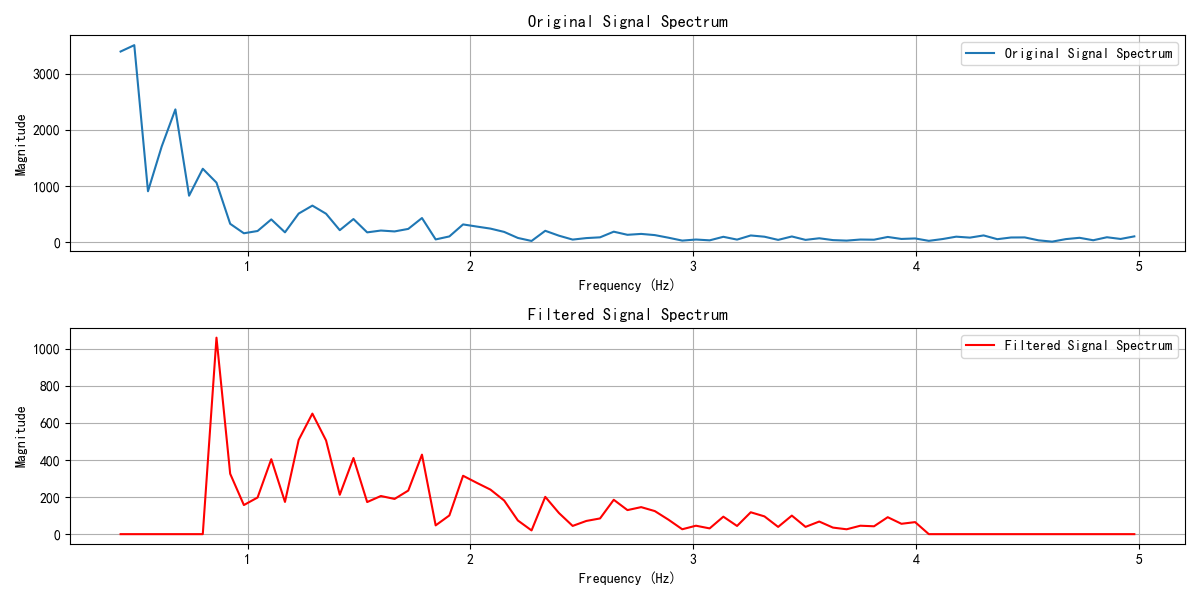 Original Signal Spectrum
Original Signal Spectrum
3000
2000
1000
0
Magnitude
1 2 3 4 5
Frequency (Hz)
Filtered Signal Spectrum
Filtered Signal Spectrum
1000
800
600
400
200
0
Magnitude
1 2 3 4 5
Frequency (Hz)